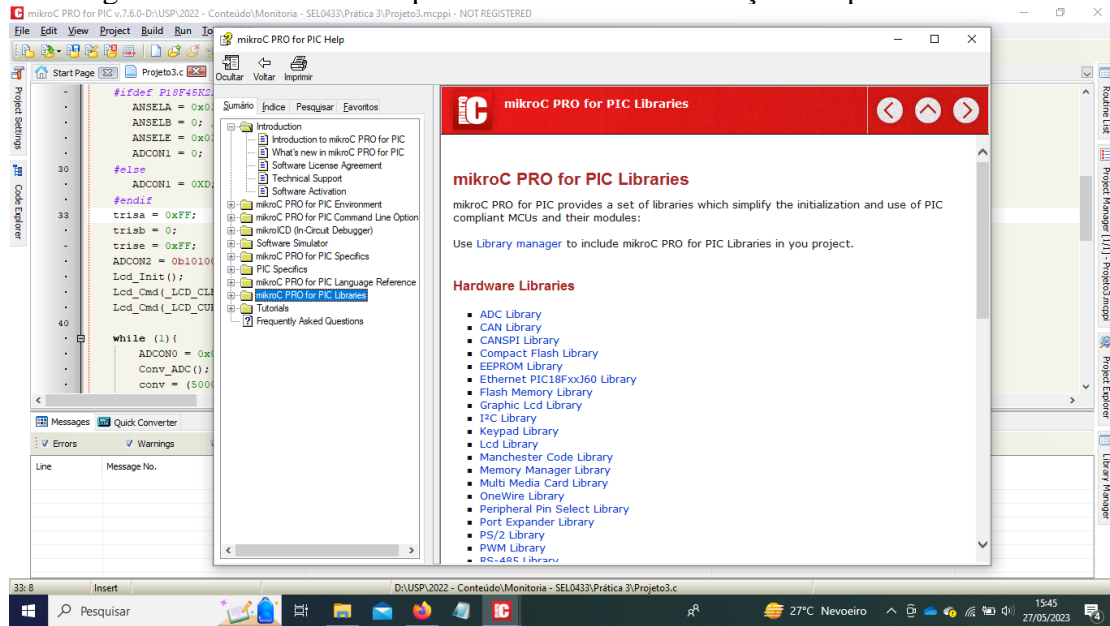 mikroC PRO for PIC v.7.6.0-D:\USP\2022 - Conteúdo\Monitoria - SEL0433\Prática 3\Projeto3.mcppi - NOT REGISTERED
File Edit View Project Build Run
Start Page
Projeto3.c
Project Settings
Code Explorer
#ifdef P18F45K2
ANSELA = 0x0
ANSELB = 0;
ANSELE = 0x0
ADCON1 = 0;
30 #else
ADCON1 = 0XD
#endif
33 trisa = 0xFF;
trisb = 0;
trise = 0xFF;
ADCON2 = 0b1010
Lcd_Init();
Lcd_Cmd(_LCD_CL
Lcd_Cmd(_LCD_CU
40
while (1){
ADCON0 = 0x
Conv_ADC();
conv = (500
mikroC PRO for PIC Help
Ocultar Voltar Imprimir
Sumário Índice Pesquisar Favoritos
Introduction
Introduction to mikroC PRO for PIC
What's new in mikroC PRO for PIC
Software License Agreement
Technical Support
Software Activation
mikroC PRO for PIC Environment
mikroC PRO for PIC Command Line Option
mikroICD (In-Circuit Debugger)
Software Simulator
mikroC PRO for PIC Specifics
PIC Specifics
mikroC PRO for PIC Language Reference
mikroC PRO for PIC Libraries
Tutorials
Frequently Asked Questions
mikroC PRO for PIC Libraries
mikroC PRO for PIC Libraries
mikroC PRO for PIC provides a set of libraries which simplify the initialization and use of PIC
compliant MCUs and their modules:
Use Library manager to include mikroC PRO for PIC Libraries in you project.
Hardware Libraries
ADC Library
CAN Library
CANSPI Library
Compact Flash Library
EEPROM Library
Ethernet PIC18FxxJ60 Library
Flash Memory Library
Graphic Lcd Library
I²C Library
Keypad Library
Lcd Library
Manchester Code Library
Memory Manager Library
Multi Media Card Library
OneWire Library
Peripheral Pin Select Library
Port Expander Library
PS/2 Library
PWM Library
RS-485 Library
Routine List
Project Manager [1/1] - Projeto3.mcppi
Project Explorer
Library Manager
Messages Quick Converter
Errors Warnings
Line Message No.
33: 8 Insert D:\USP\2022 - Conteúdo\Monitoria - SEL0433\Prática 3\Projeto3.c
Pesquisar
27°C Nevoeiro
15:45
27/05/2023
4